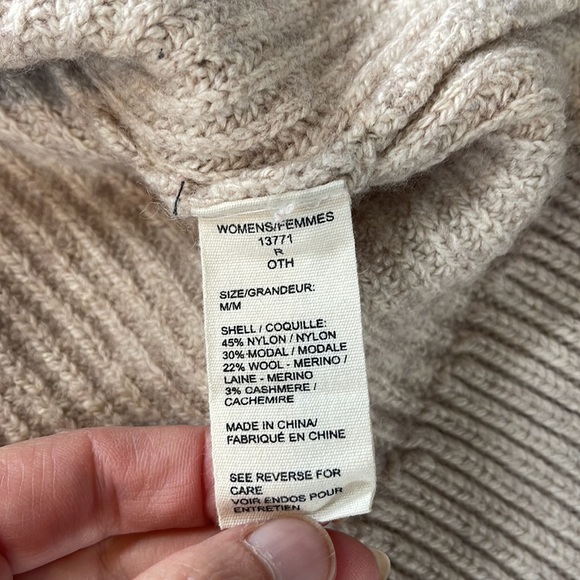 WOMENS/FEMMES
13771
R
OTH
SIZE/GRANDEUR:
M/M
SHELL / COQUILLE:
45% NYLON / NYLON
30% MODAL / MODALE
22% WOOL - MERINO /
LAINE - MERINO
3% CASHMERE /
CACHEMIRE
MADE IN CHINA/
FABRIQUÉ EN CHINE
SEE REVERSE FOR
CARE
VOIR ENDOS POUR
ENTRETIEN